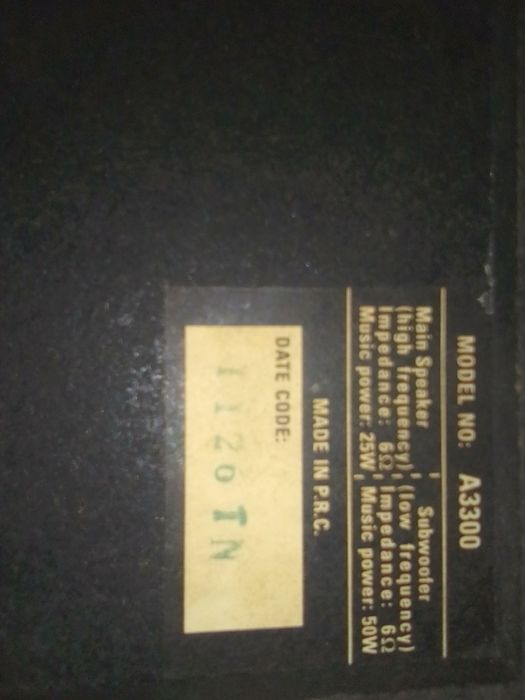 MODEL NO: A3300
Main Speaker ¦ Subwoofer
(high frequency) ¦ (low frequency)
Impedance: 6Ω ¦ Impedance: 6Ω
Music power: 25W ¦ Music power: 50W
MADE IN P.R.C.
DATE CODE:
1120TN